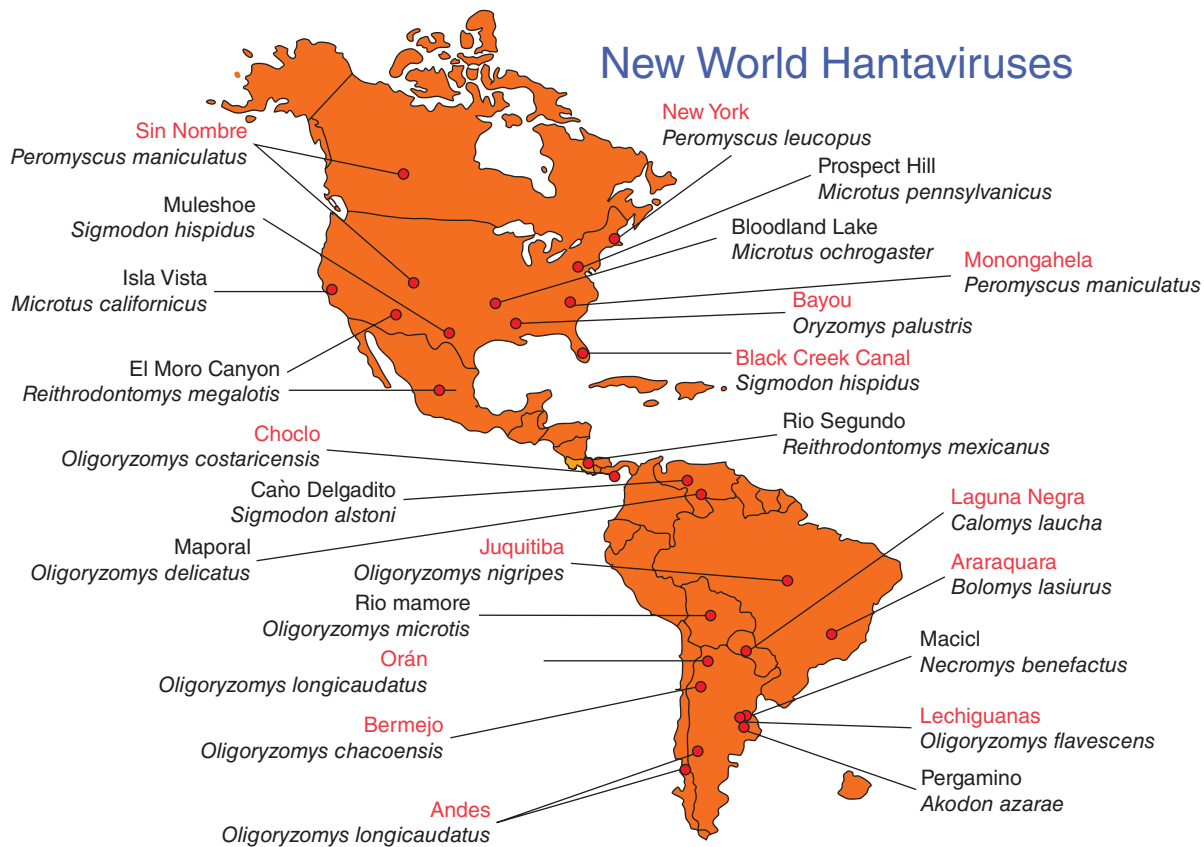 New World Hantaviruses
Sin Nombre
Peromyscus maniculatus
Muleshoe
Sigmodon hispidus
Isla Vista
Microtus californicus
El Moro Canyon
Reithrodontomys megalotis
Choclo
Oligoryzomys costaricensis
Caǹo Delgadito
Sigmodon alstoni
Maporal
Oligoryzomys delicatus
Juquitiba
Oligoryzomys nigripes
Rio mamore
Oligoryzomys microtis
Orán
Oligoryzomys longicaudatus
Bermejo
Oligoryzomys chacoensis
Andes
Oligoryzomys longicaudatus
New York
Peromyscus leucopus
Prospect Hill
Microtus pennsylvanicus
Bloodland Lake
Microtus ochrogaster
Monongahela
Peromyscus maniculatus
Bayou
Oryzomys palustris
Black Creek Canal
Sigmodon hispidus
Rio Segundo
Reithrodontomys mexicanus
Laguna Negra
Calomys laucha
Araraquara
Bolomys lasiurus
Macicl
Necromys benefactus
Lechiguanas
Oligoryzomys flavescens
Pergamino
Akodon azarae